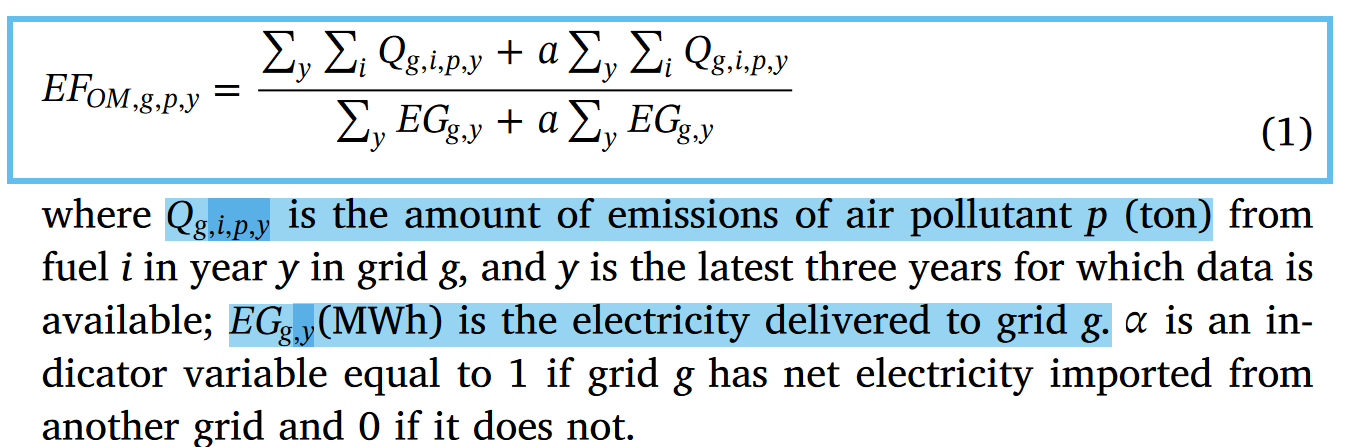 EF_{OM,g,p,y} = \frac{\sum_y \sum_i Q_{g,i,p,y} + a \sum_y \sum_i Q_{g,i,p,y}}{\sum_y EG_{g,y} + a \sum_y EG_{g,y}} (1)
where Q_{g,i,p,y} is the amount of emissions of air pollutant p (ton) from
fuel i in year y in grid g, and y is the latest three years for which data is
available; EG_{g,y}(MWh) is the electricity delivered to grid g. α is an in-
dicator variable equal to 1 if grid g has net electricity imported from
another grid and 0 if it does not.